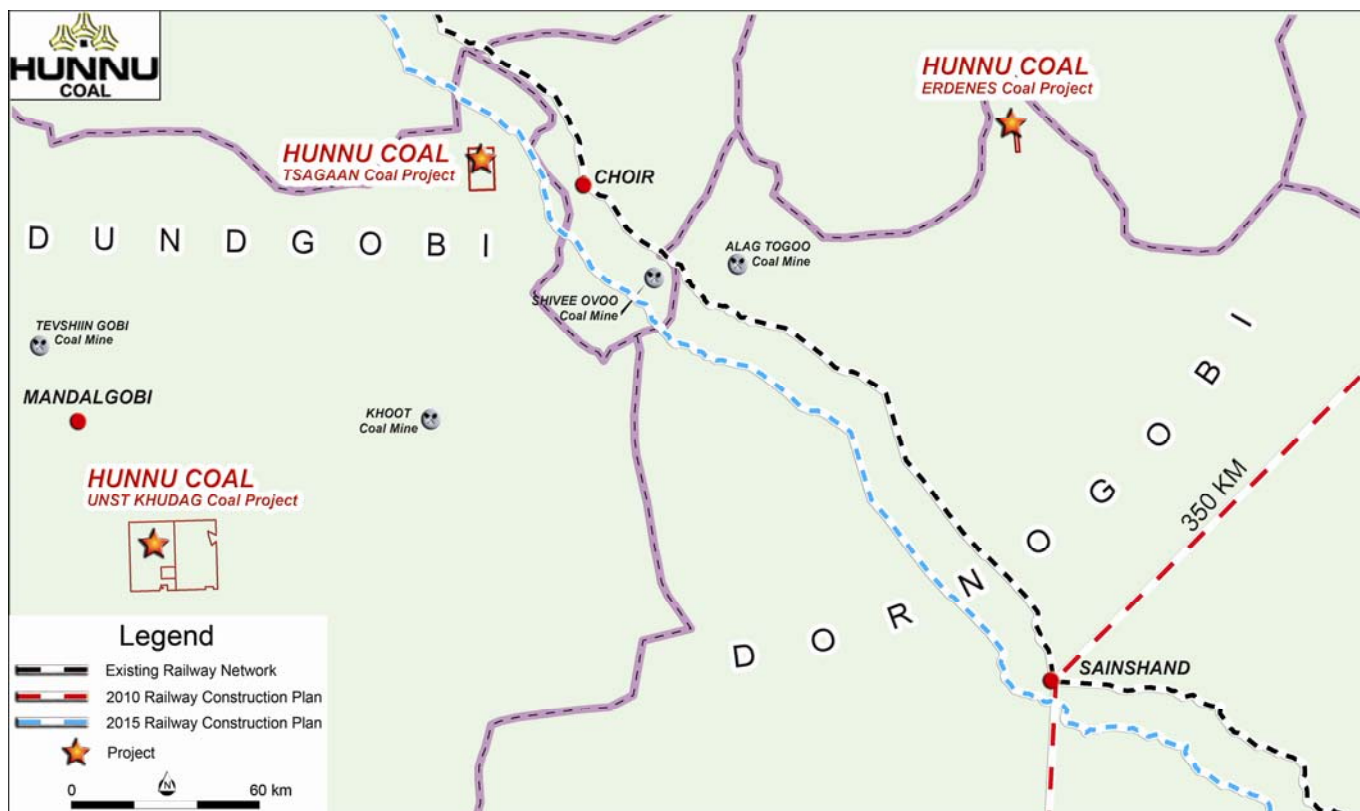 HUNNU
COAL
HUNNU COAL
ERDENES Coal Project
HUNNU COAL
TSAGAAN Coal Project
CHOIR
DUNDGOBI
ALAG TOGOO
Coal Mine
SHIVEE OVOO
Coal Mine
TEVSHIIN GOBI
Coal Mine
MANDALGOBI
KHOOT
Coal Mine
HUNNU COAL
UNST KHUDAG Coal Project
DORNOGOBI
350 KM
SAINSHAND
Legend
Existing Railway Network
2010 Railway Construction Plan
2015 Railway Construction Plan
Project
N
0 60 km